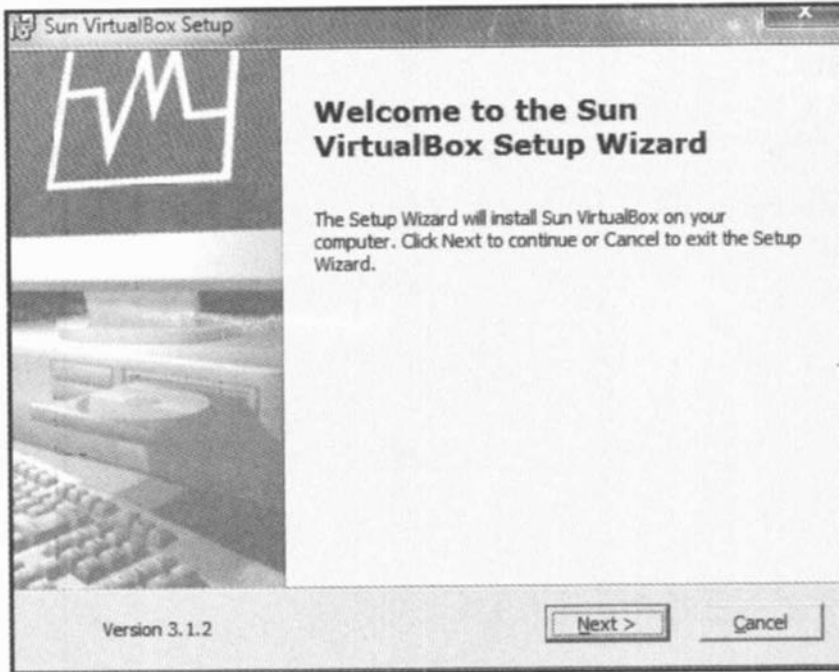 Sun VirtualBox Setup
Welcome to the Sun
VirtualBox Setup Wizard
The Setup Wizard will install Sun VirtualBox on your
computer. Click Next to continue or Cancel to exit the Setup
Wizard.
Version 3.1.2
Next >
Cancel